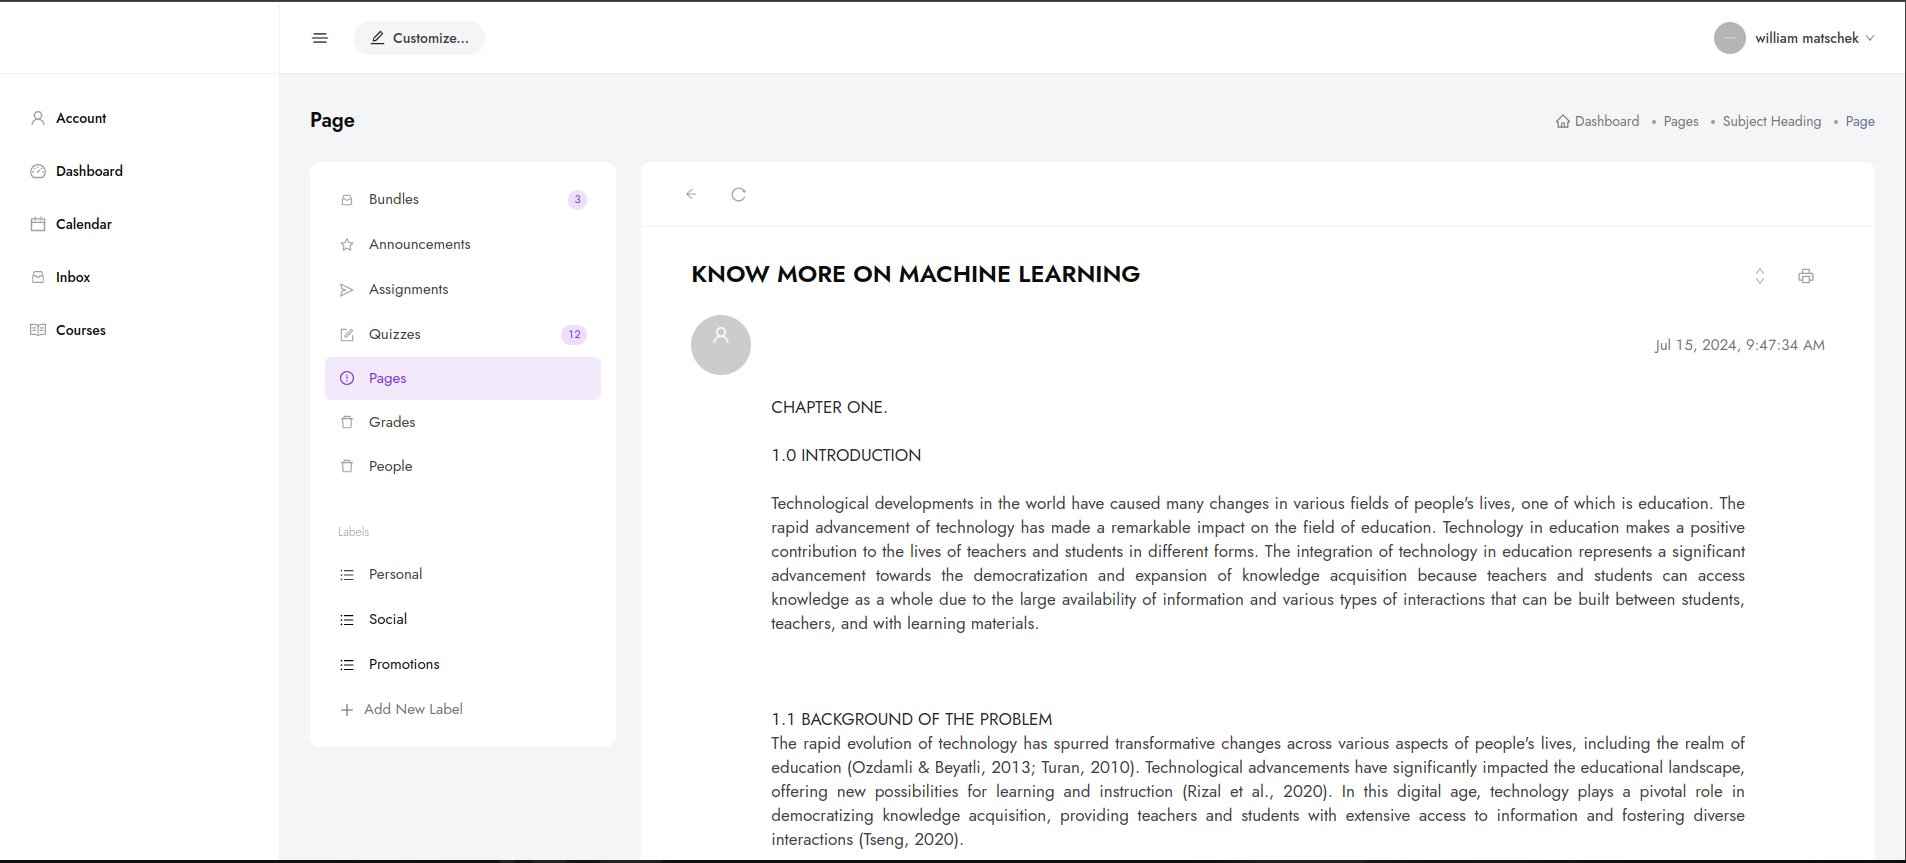 Customize...
william matschek
Account
Dashboard
Calendar
Inbox
Courses
Page
Dashboard • Pages • Subject Heading • Page
Bundles 3
Announcements
Assignments
Quizzes 12
Pages
Grades
People
Labels
Personal
Social
Promotions
Add New Label
KNOW MORE ON MACHINE LEARNING
Jul 15, 2024, 9:47:34 AM
CHAPTER ONE.
1.0 INTRODUCTION
Technological developments in the world have caused many changes in various fields of people's lives, one of which is education. The
rapid advancement of technology has made a remarkable impact on the field of education. Technology in education makes a positive
contribution to the lives of teachers and students in different forms. The integration of technology in education represents a significant
advancement towards the democratization and expansion of knowledge acquisition because teachers and students can access
knowledge as a whole due to the large availability of information and various types of interactions that can be built between students,
teachers, and with learning materials.
1.1 BACKGROUND OF THE PROBLEM
The rapid evolution of technology has spurred transformative changes across various aspects of people's lives, including the realm of
education (Ozdamli & Beyatli, 2013; Turan, 2010). Technological advancements have significantly impacted the educational landscape,
offering new possibilities for learning and instruction (Rizal et al., 2020). In this digital age, technology plays a pivotal role in
democratizing knowledge acquisition, providing teachers and students with extensive access to information and fostering diverse
interactions (Tseng, 2020).